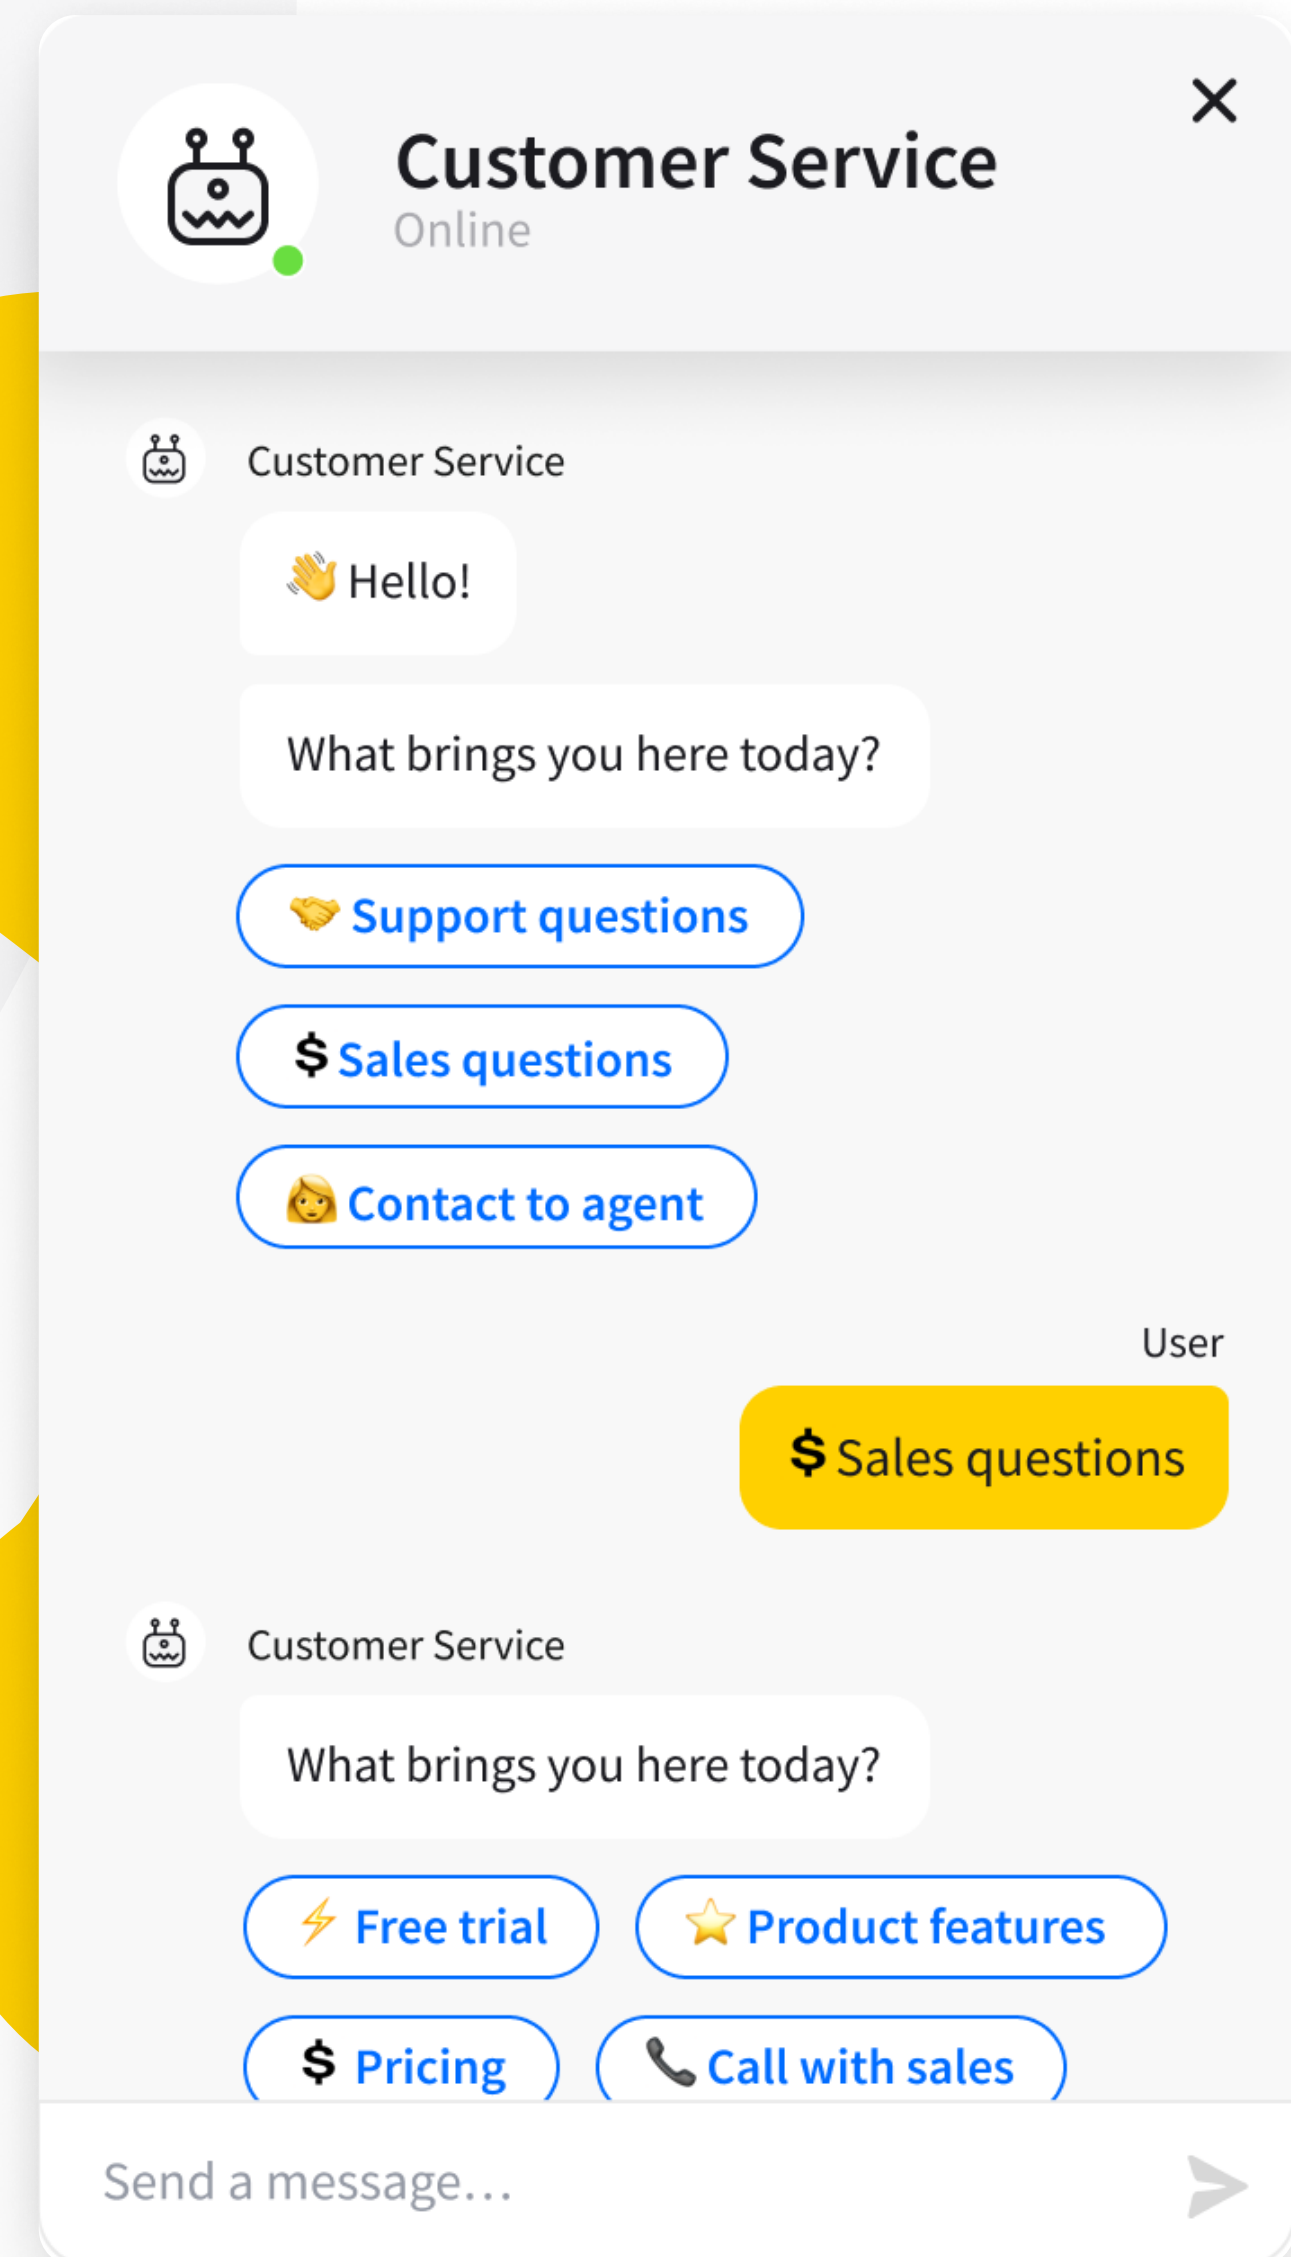 Customer Service
Online
Customer Service
👋 Hello!
What brings you here today?
🤝 Support questions
$ Sales questions
👩 Contact to agent
User
$ Sales questions
Customer Service
What brings you here today?
⚡ Free trial
⭐ Product features
$ Pricing
📞 Call with sales
Send a message...